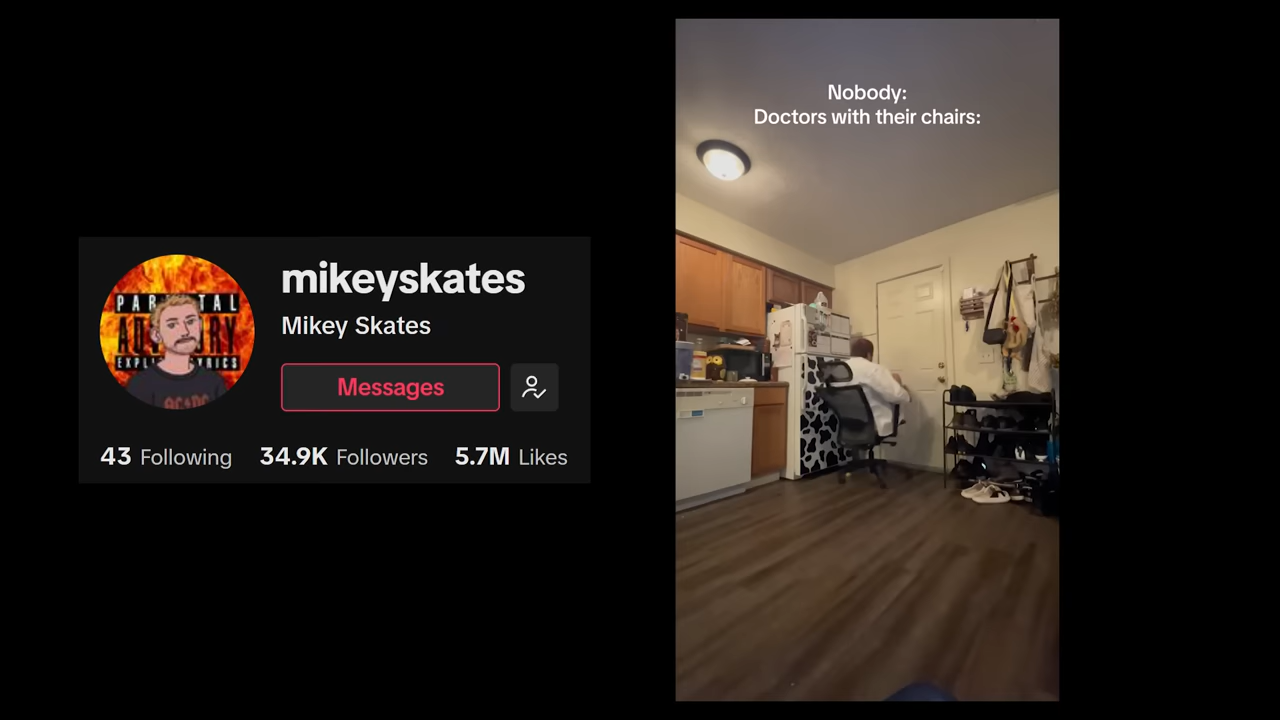 mikeyskates
Mikey Skates
Messages
43 Following 34.9K Followers 5.7M Likes
Nobody:
Doctors with their chairs: